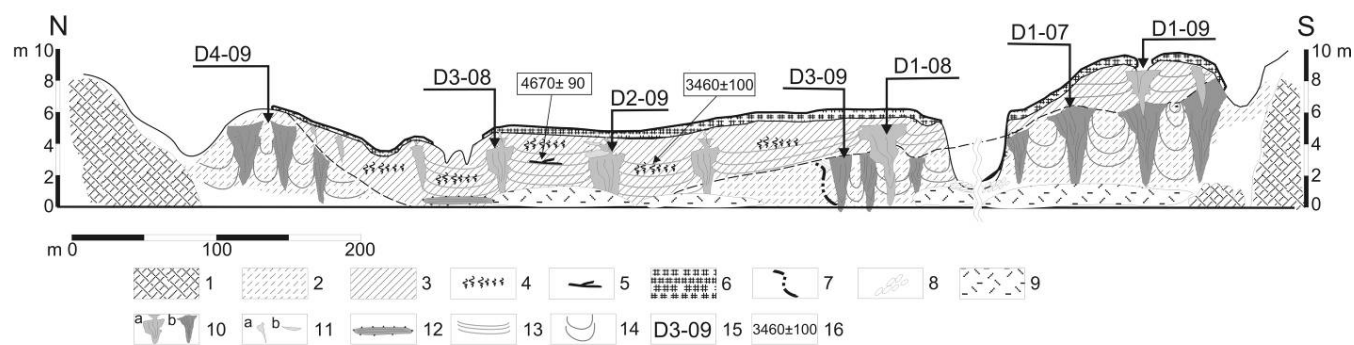 N S
D1-07 D1-09
m 10 D4-09 10 m
8 D3-08 4670± 90 3460±100 D3-09 D1-08 8
6 D2-09 6
4 4
2 2
0 0
m 0 100 200
1 2 3 4 5 6 7 8 9
a b 10 a b 11 12 13 14 D3-09 15 3460±100 16